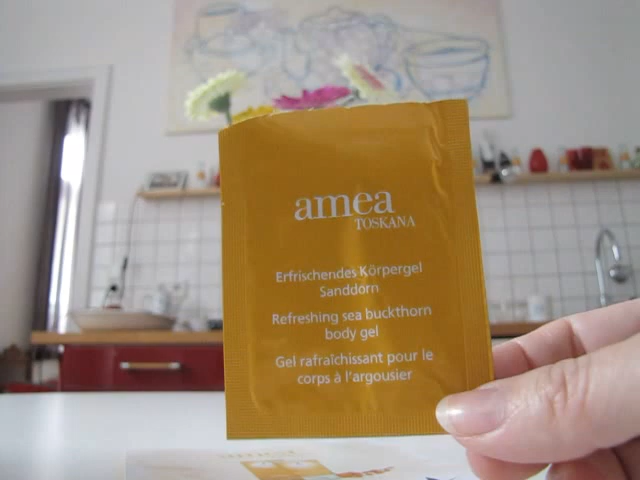 amea
TOSKANA
Erfrischendes Körpergel
Sanddorn
Refreshing sea buckthorn
body gel
Gel rafraîchissant pour le
corps à l'argousier